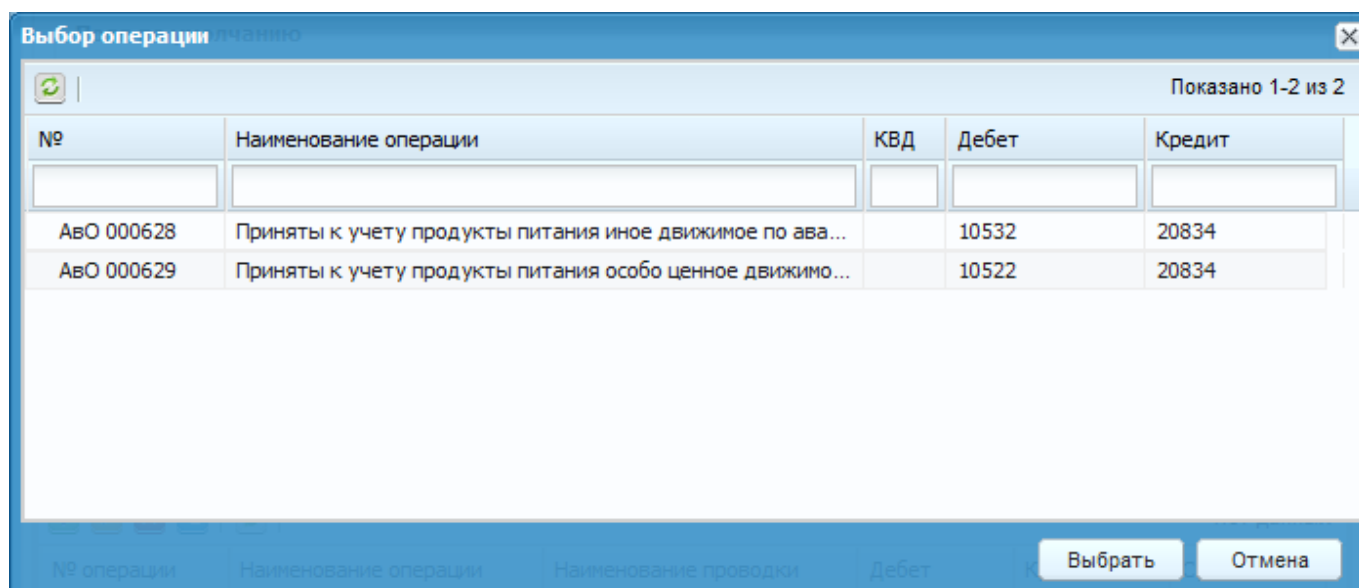 Выбор операции
Показано 1-2 из 2
№ Наименование операции КВД Дебет Кредит
АвО 000628 Приняты к учету продукты питания иное движимое по ава... 10532 20834
АвО 000629 Приняты к учету продукты питания особо ценное движимо... 10522 20834
Выбрать Отмена
№ операции Наименование операции Наименование проводки Дебет